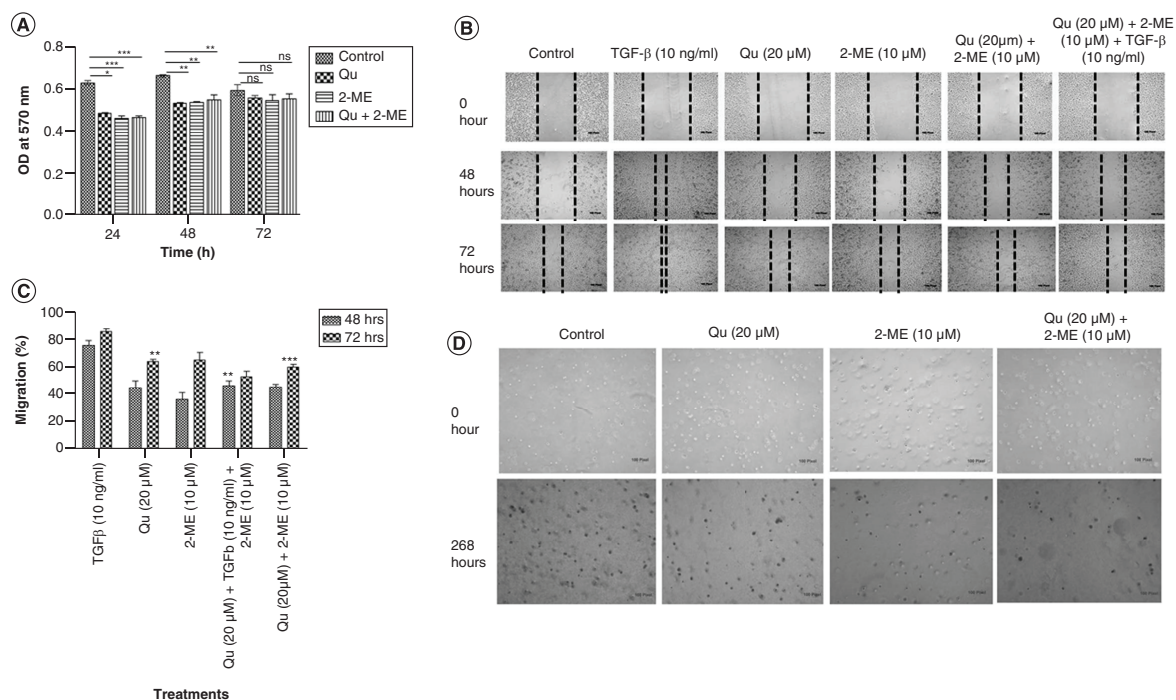 A
0.8
0.6
0.4
0.2
0.0
OD at 570 nm
***
***
*
**
**
**
ns
ns
ns
24
48
72
Time (h)
Control
Qu
2-ME
Qu + 2-ME
B
Control
TGF-β (10 ng/ml)
Qu (20 µM)
2-ME (10 µM)
Qu (20µm) +
2-ME (10 µM)
Qu (20 µM) + 2-ME
(10 µM) + TGF-β
(10 ng/ml)
0
hour
48
hours
72
hours
C
100
80
60
40
20
0
Migration (%)
48 hrs
72 hrs
**
**
***
TGFβ (10 ng/ml)
Qu (20 µM)
2-ME (10 µM)
Qu (20 µM) + TGFb (10 ng/ml) +
2-ME (10 µM)
Qu (20µM) + 2-ME (10 µM)
Treatments
D
Control
Qu (20 µM)
2-ME (10 µM)
Qu (20 µM) +
2-ME (10 µM)
0
hour
268
hours